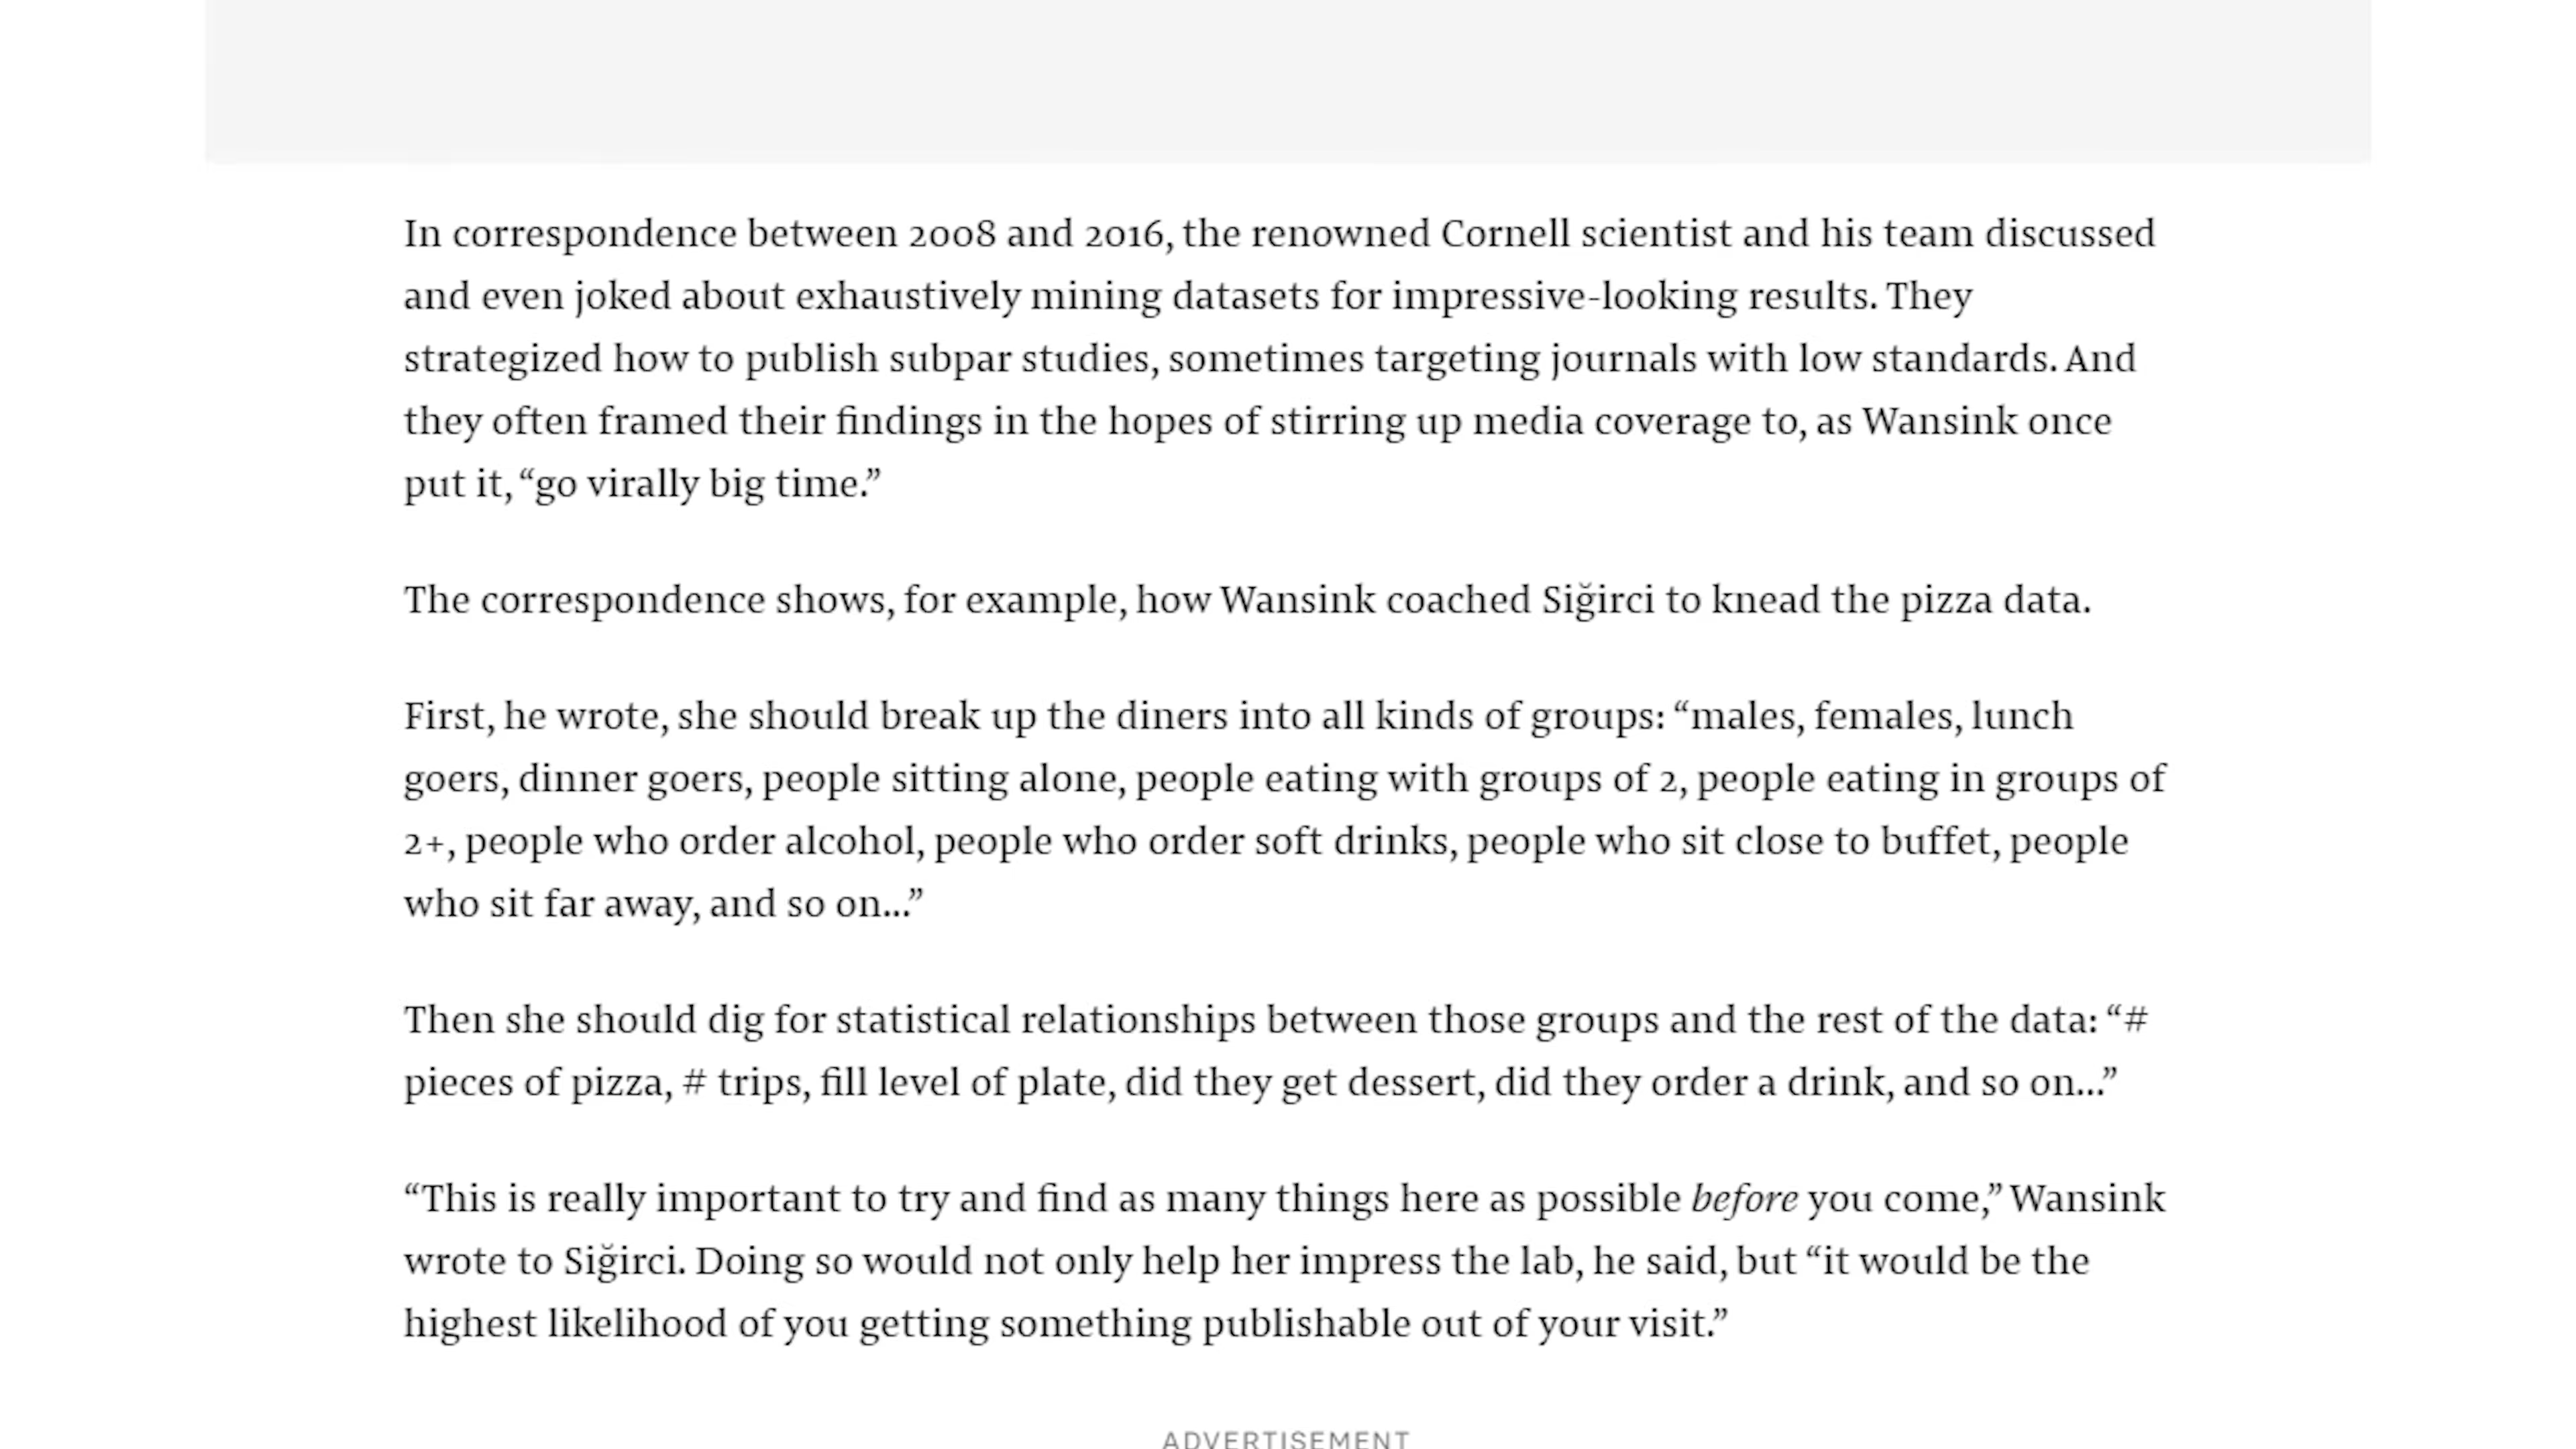 In correspondence between 2008 and 2016, the renowned Cornell scientist and his team discussed
and even joked about exhaustively mining datasets for impressive-looking results. They
strategized how to publish subpar studies, sometimes targeting journals with low standards. And
they often framed their findings in the hopes of stirring up media coverage to, as Wansink once
put it, “go virally big time.”
The correspondence shows, for example, how Wansink coached Siğirci to knead the pizza data.
First, he wrote, she should break up the diners into all kinds of groups: “males, females, lunch
goers, dinner goers, people sitting alone, people eating with groups of 2, people eating in groups of
2+, people who order alcohol, people who order soft drinks, people who sit close to buffet, people
who sit far away, and so on...”
Then she should dig for statistical relationships between those groups and the rest of the data: “#
pieces of pizza, # trips, fill level of plate, did they get dessert, did they order a drink, and so on...”
“This is really important to try and find as many things here as possible before you come,” Wansink
wrote to Siğirci. Doing so would not only help her impress the lab, he said, but “it would be the
highest likelihood of you getting something publishable out of your visit.”
ADVERTISEMENT